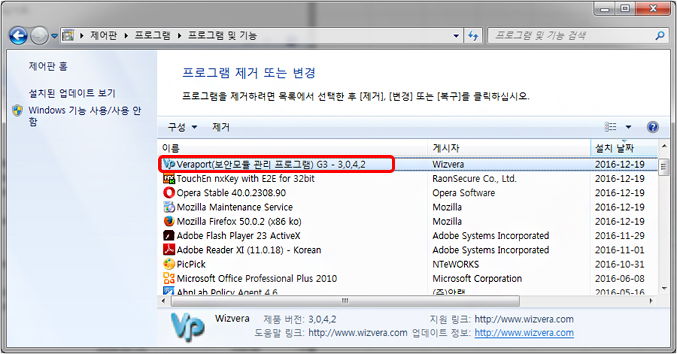 제어판 ▸ 프로그램 ▸ 프로그램 및 기능
프로그램 및 기능 검색
제어판 홈
설치된 업데이트 보기
Windows 기능 사용/사용 안
함
프로그램 제거 또는 변경
프로그램을 제거하려면 목록에서 선택한 후 [제거], [변경] 또는 [복구]를 클릭하십시오.
구성 제거
이름 게시자 설치 날짜
Veraport(보안모듈 관리 프로그램) G3 - 3,0,4,2 Wizvera 2016-12-19
TouchEn nxKey with E2E for 32bit RaonSecure Co., Ltd. 2016-12-19
Opera Stable 40.0.2308.90 Opera Software 2016-12-19
Mozilla Maintenance Service Mozilla 2016-12-19
Mozilla Firefox 50.0.2 (x86 ko) Mozilla 2016-12-19
Adobe Flash Player 23 ActiveX Adobe Systems Incorporated 2016-11-29
Adobe Reader XI (11.0.18) - Korean Adobe Systems Incorporated 2016-11-01
PicPick NTeWORKS 2016-10-31
Microsoft Office Professional Plus 2010 Microsoft Corporation 2016-06-08
AhnLab Policy Agent 4.6 (주)안랩 2016-05-16
Vp Wizvera 제품 버전: 3,0,4,2 지원 링크: http://www.wizvera.com
도움말 링크: http://www.wizvera.com 업데이트 정보: http://www.wizvera.com